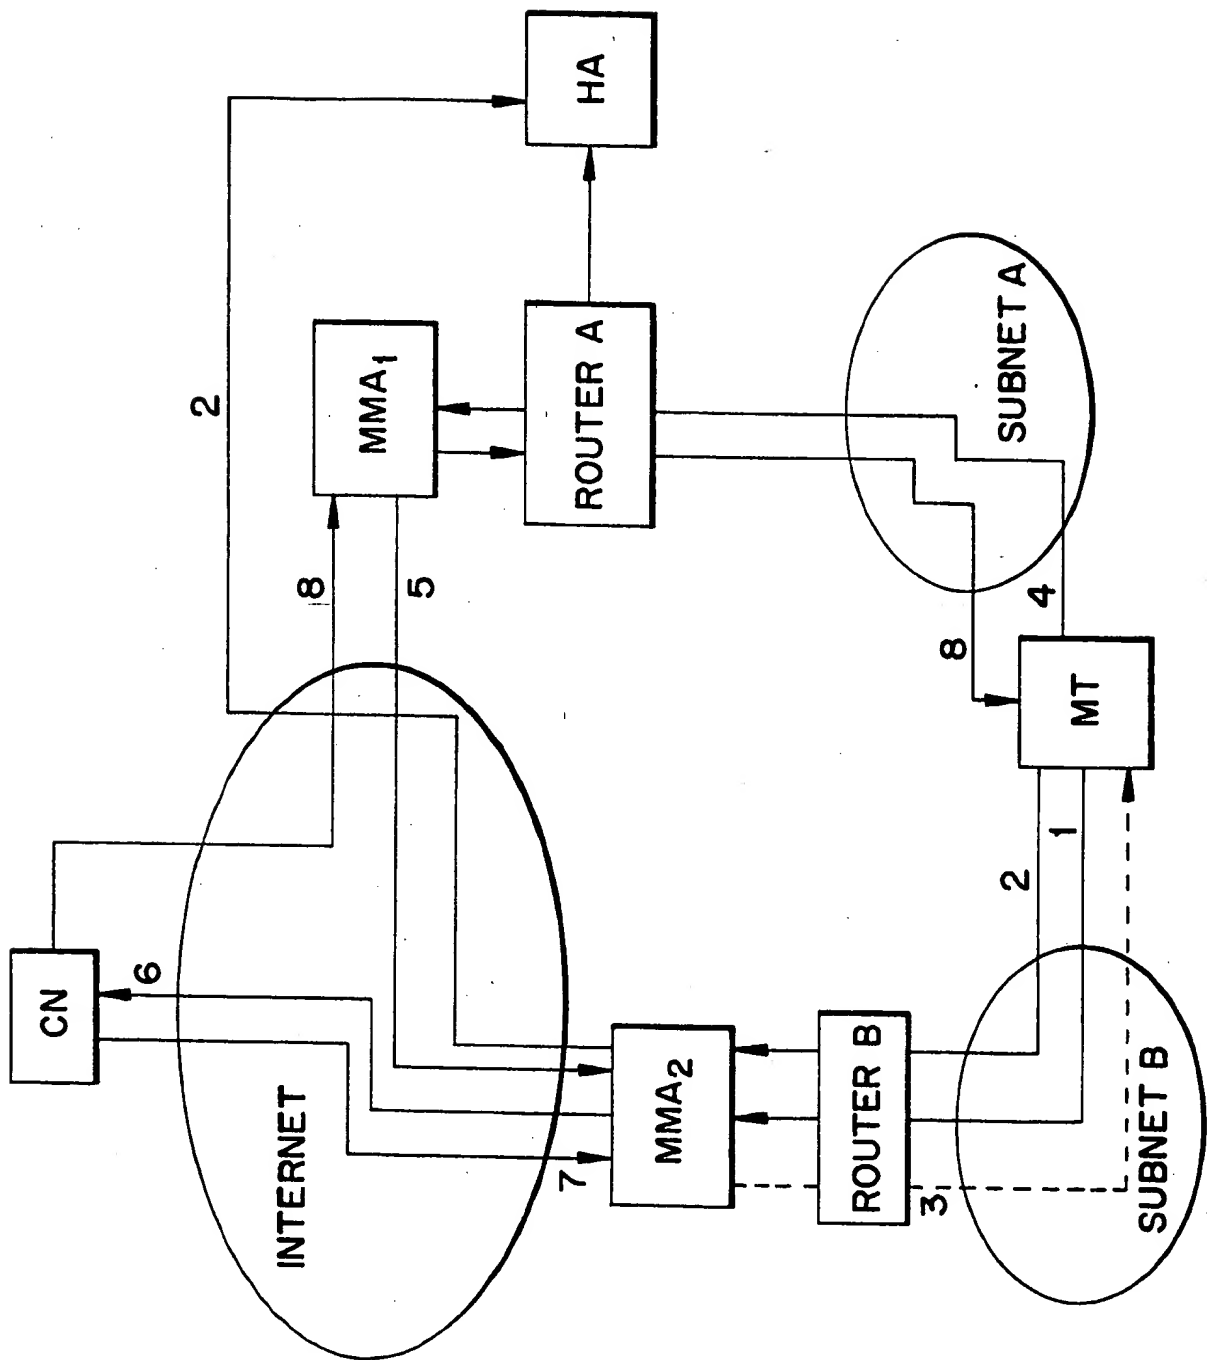 CN
6
INTERNET
7
MMA2
ROUTER B
3
SUBNET B
2
1
MT
8
4
SUBNET A
8
5
MMA1
ROUTER A
2
HA